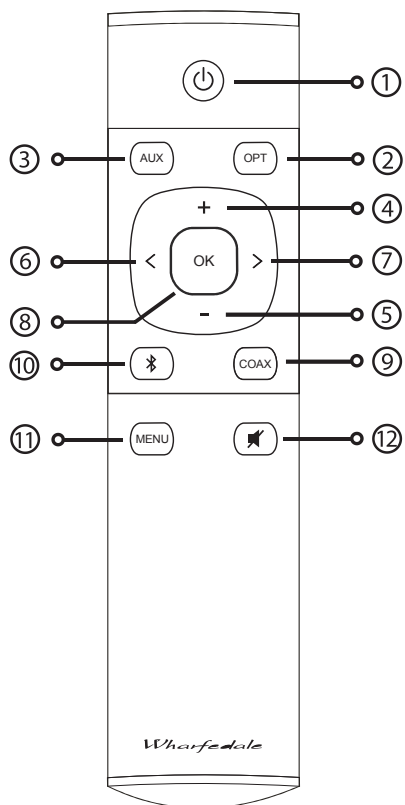 ①
③ AUX OPT ②
+ ④
⑥ < OK > ⑦
⑧ - ⑤
⑩ COAX ⑨
⑪ MENU ⑫
Wharfedale